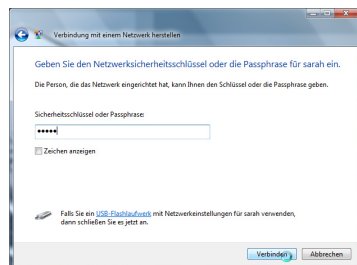 Verbindung mit einem Netzwerk herstellen
Geben Sie den Netzwerksicherheitsschlüssel oder die Passphrase für sarah ein.
Die Person, die das Netzwerk eingerichtet hat, kann Ihnen den Schlüssel oder die Passphrase geben.
Sicherheitsschlüssel oder Passphrase:
•••••
Zeichen anzeigen
Falls Sie ein USB-Flashlaufwerk mit Netzwerkeinstellungen für sarah verwenden,
dann schließen Sie es jetzt an.
Verbinden Abbrechen